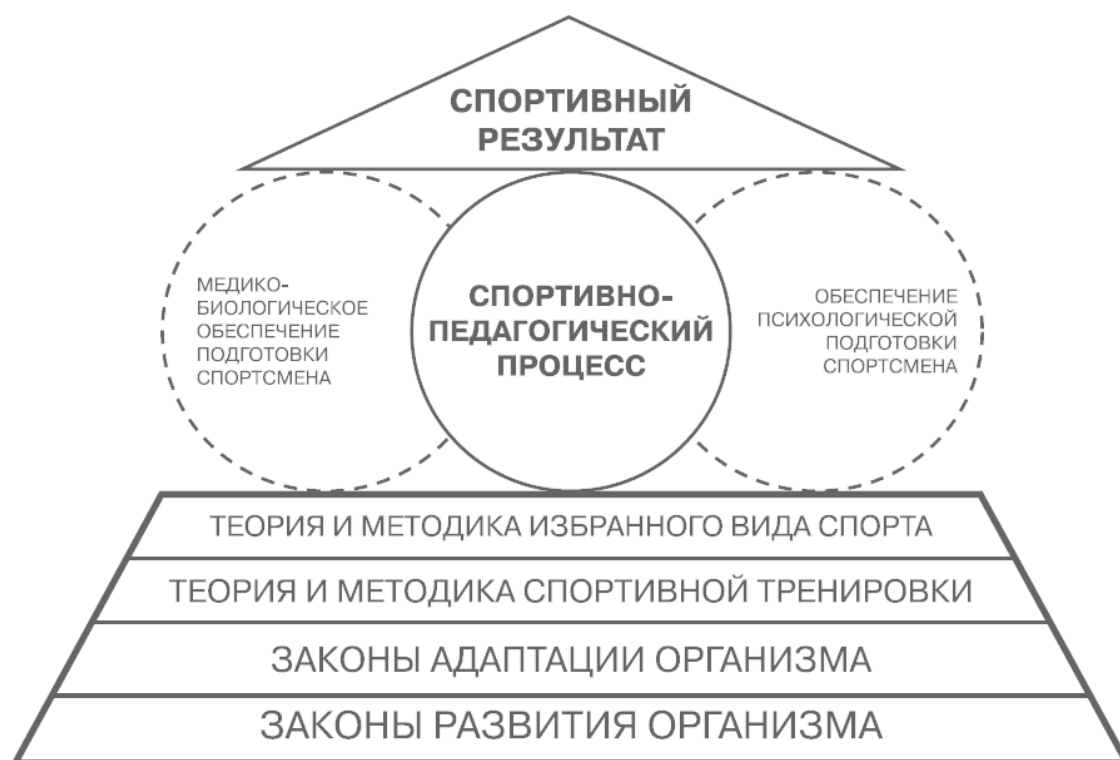 СПОРТИВНЫЙ
РЕЗУЛЬТАТ
МЕДИКО-
БИОЛОГИЧЕСКОЕ
ОБЕСПЕЧЕНИЕ
ПОДГОТОВКИ
СПОРТСМЕНА
СПОРТИВНО-
ПЕДАГОГИЧЕСКИЙ
ПРОЦЕСС
ОБЕСПЕЧЕНИЕ
ПСИХОЛОГИЧЕСКОЙ
ПОДГОТОВКИ
СПОРТСМЕНА
ТЕОРИЯ И МЕТОДИКА ИЗБРАННОГО ВИДА СПОРТА
ТЕОРИЯ И МЕТОДИКА СПОРТИВНОЙ ТРЕНИРОВКИ
ЗАКОНЫ АДАПТАЦИИ ОРГАНИЗМА
ЗАКОНЫ РАЗВИТИЯ ОРГАНИЗМА